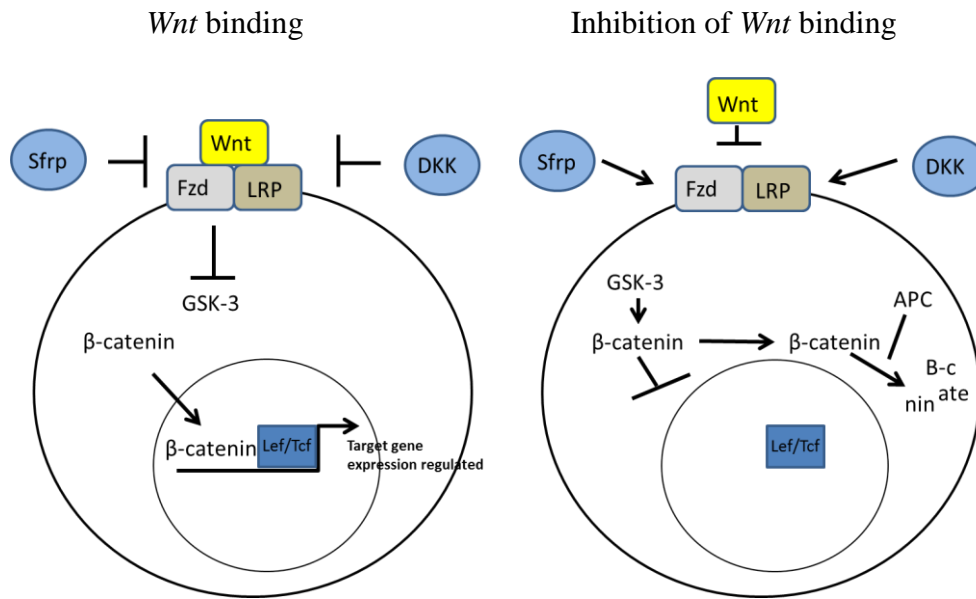 Wnt binding
Sfrp
Wnt
DKK
Fzd
LRP
GSK-3
β-catenin
β-catenin
Lef/Tcf
Target gene
expression regulated
Inhibition of Wnt binding
Wnt
Sfrp
DKK
Fzd
LRP
GSK-3
APC
β-catenin
β-catenin
B-c
ate
nin
Lef/Tcf